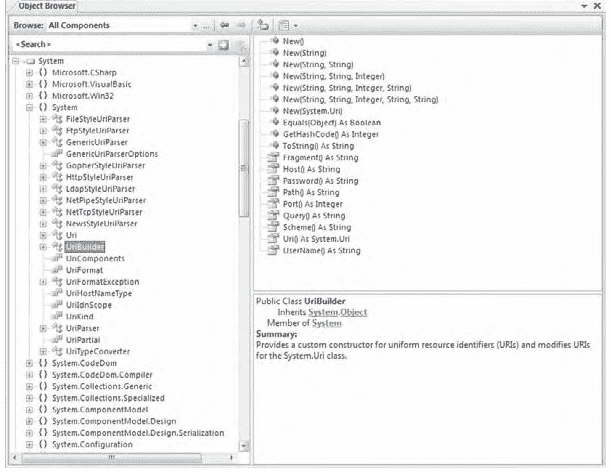 Object Browser
Browse: All Components
...
<Search>
System
{} Microsoft.CSharp
{} Microsoft.VisualBasic
{} Microsoft.Win32
{} System
FileStyleUriParser
FtpStyleUriParser
GenericUriParser
GenericUriParserOptions
GopherStyleUriParser
HttpStyleUriParser
LdapStyleUriParser
NetPipeStyleUriParser
NetTcpStyleUriParser
NewsStyleUriParser
Uri
UriBuilder
UriComponents
UriFormat
UriFormatException
UriHostNameType
UriIdnScope
UriKind
UriParser
UriPartial
UriTypeConverter
{} System.CodeDom
{} System.CodeDom.Compiler
{} System.Collections.Generic
{} System.Collections.Specialized
{} System.ComponentModel
{} System.ComponentModel.Design
{} System.ComponentModel.Design.Serialization
{} System.Configuration
New()
New(String)
New(String, String)
New(String, String, Integer)
New(String, String, Integer, String)
New(String, String, Integer, String, String)
New(System.Uri)
Equals(Object) As Boolean
GetHashCode() As Integer
ToString() As String
Fragment() As String
Host() As String
Password() As String
Path() As String
Port() As Integer
Query() As String
Scheme() As String
Uri() As System.Uri
UserName() As String
Public Class UriBuilder
Inherits System.Object
Member of System
Summary:
Provides a custom constructor for uniform resource identifiers (URIs) and modifies URIs
for the System.Uri class.